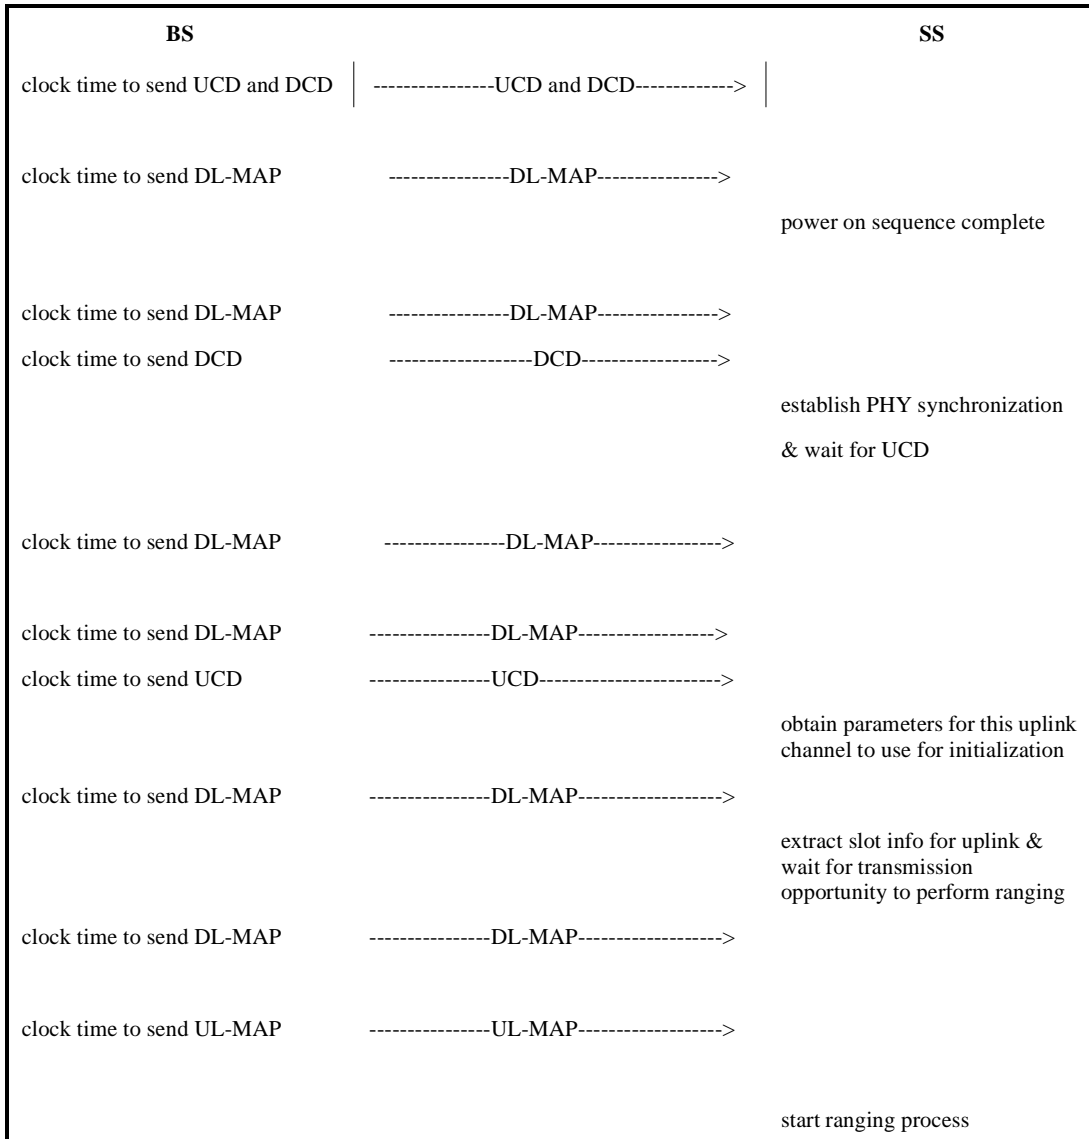 BS SS
clock time to send UCD and DCD ----------------UCD and DCD------------->
clock time to send DL-MAP ----------------DL-MAP---------------->
power on sequence complete
clock time to send DL-MAP ----------------DL-MAP---------------->
clock time to send DCD -------------------DCD------------------>
establish PHY synchronization
& wait for UCD
clock time to send DL-MAP ----------------DL-MAP----------------->
clock time to send DL-MAP ----------------DL-MAP------------------>
clock time to send UCD ----------------UCD------------------------>
obtain parameters for this uplink
channel to use for initialization
clock time to send DL-MAP ----------------DL-MAP------------------->
extract slot info for uplink &
wait for transmission
opportunity to perform ranging
clock time to send DL-MAP ----------------DL-MAP------------------->
clock time to send UL-MAP ----------------UL-MAP------------------->
start ranging process